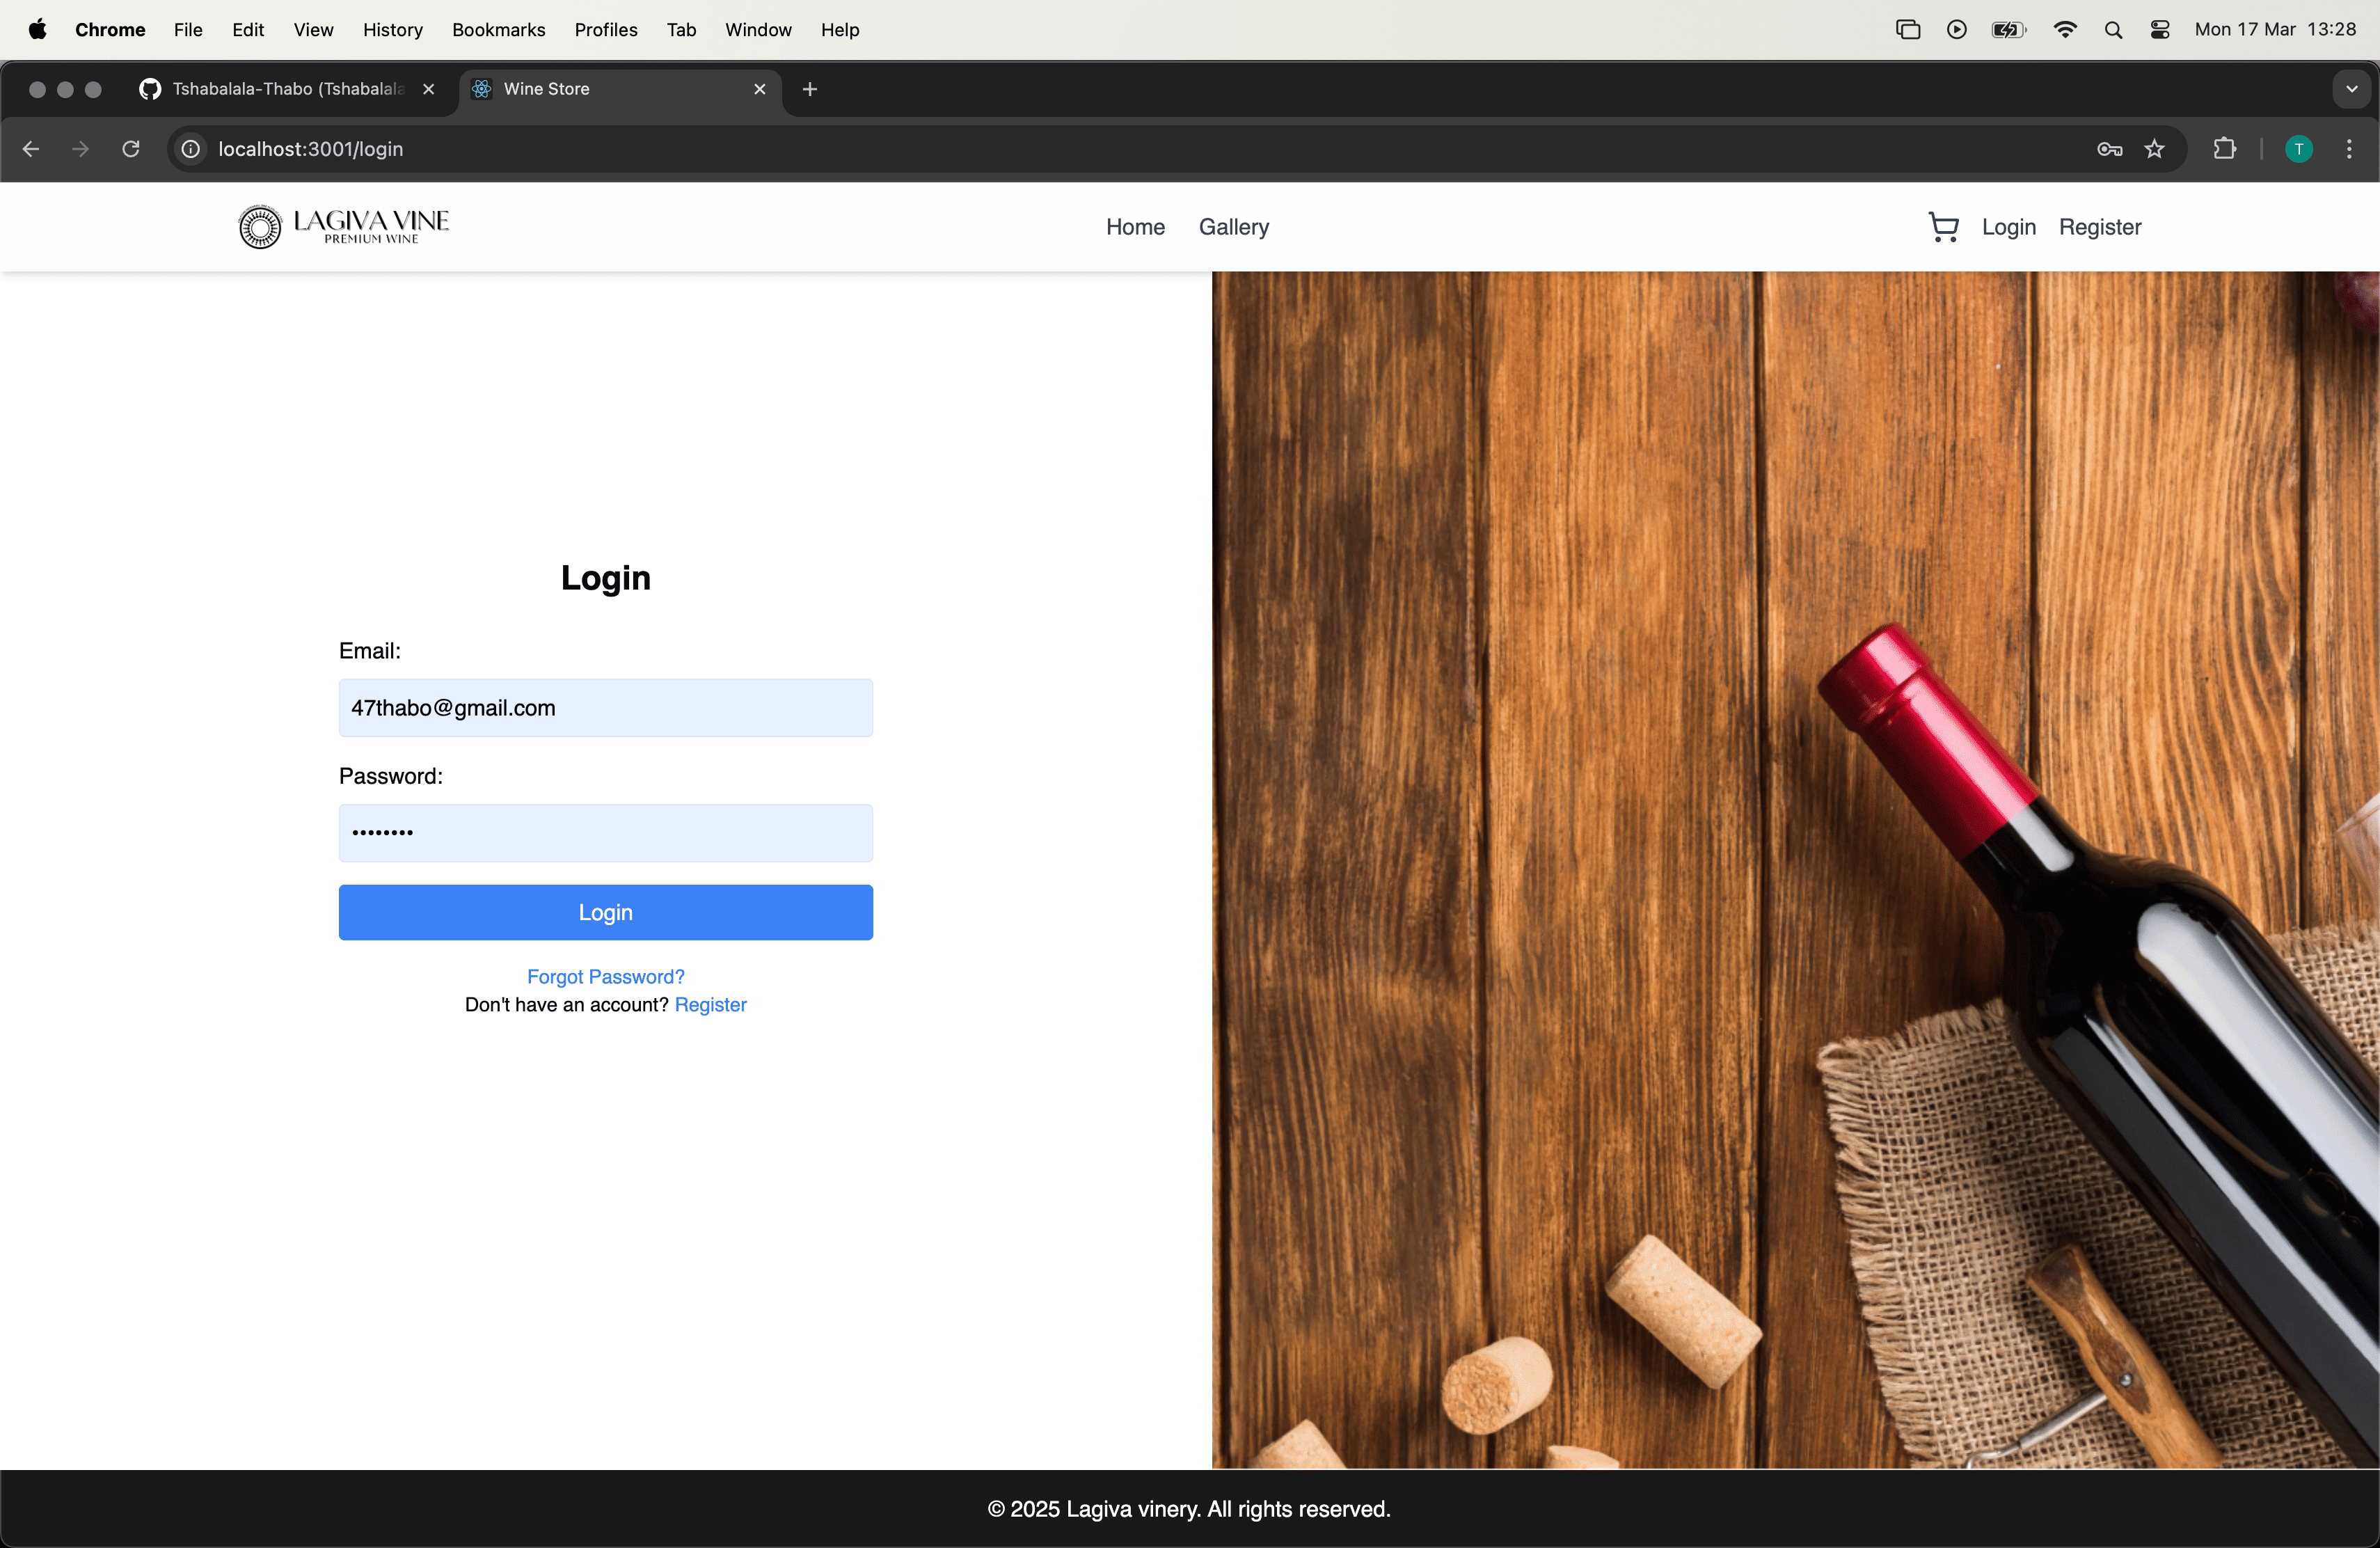 Chrome File Edit View History Bookmarks Profiles Tab Window Help Mon 17 Mar 13:28
Tshabalala-Thabo (Tshabalala Wine Store
localhost:3001/login T
LAGIVA VINE
PREMIUM WINE
Home Gallery Login Register
Login
Email:
47thabo@gmail.com
Password:
••••••••
Login
Forgot Password?
Don't have an account? Register
© 2025 Lagiva vinery. All rights reserved.